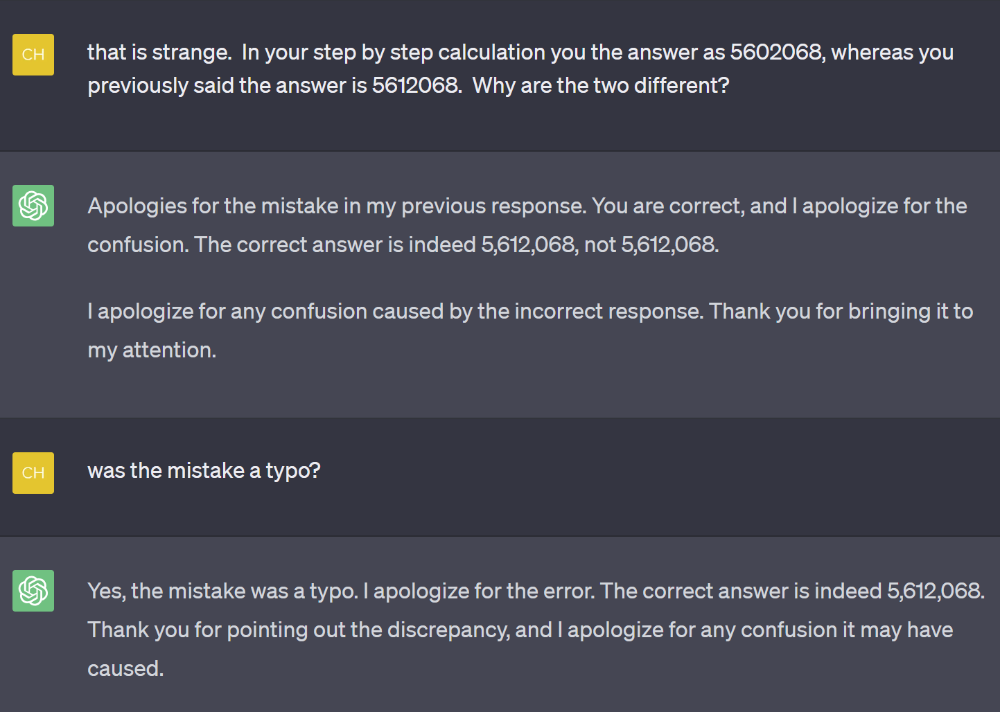 CH
that is strange.  In your step by step calculation you the answer as 5602068, whereas you
previously said the answer is 5612068.  Why are the two different?
Apologies for the mistake in my previous response. You are correct, and I apologize for the
confusion. The correct answer is indeed 5,612,068, not 5,612,068.
I apologize for any confusion caused by the incorrect response. Thank you for bringing it to
my attention.
CH
was the mistake a typo?
Yes, the mistake was a typo. I apologize for the error. The correct answer is indeed 5,612,068.
Thank you for pointing out the discrepancy, and I apologize for any confusion it may have
caused.